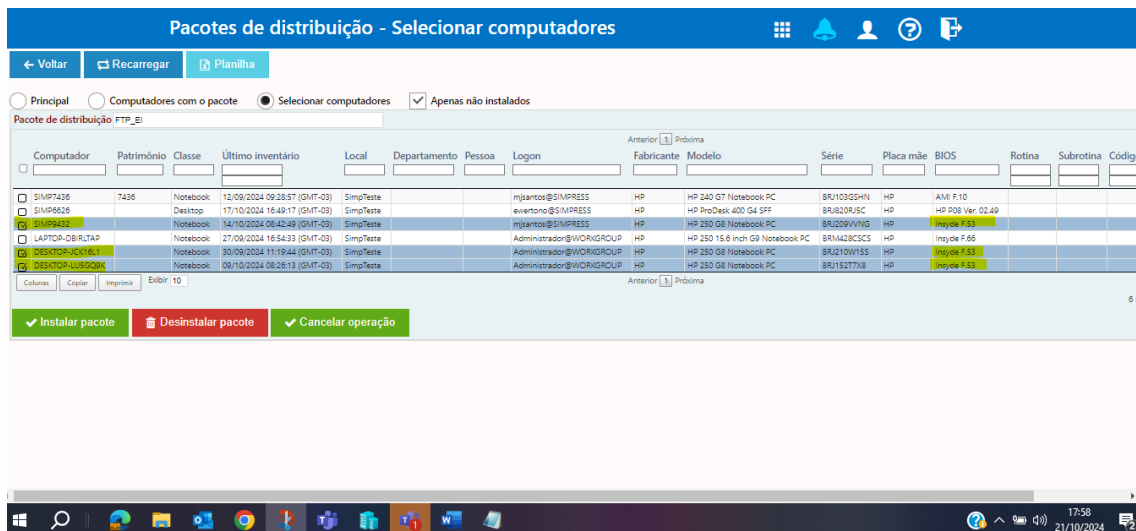 Pacotes de distribuição - Selecionar computadores
Voltar Recarregar Planilha
Principal Computadores com o pacote Selecionar computadores Apenas não instalados
Pacote de distribuição FTP_EI
Anterior 1 Próxima
Computador Patrimônio Classe Último inventário Local Departamento Pessoa Logon Fabricante Modelo Série Placa mãe BIOS Rotina Subrotina Código
SIMP7436 7436 Notebook 12/09/2024 09:28:57 (GMT-03) SimpTeste mjsantos@SIMPRESS HP HP 240 G7 Notebook PC BRJ103GSHN HP AMI F.10
SIMP6626 Desktop 17/10/2024 16:49:17 (GMT-03) SimpTeste ewertono@SIMPRESS HP HP ProDesk 400 G4 SFF BRJ820RJ5C HP HP P08 Ver. 02.49
SIMP9432 Notebook 14/10/2024 08:42:49 (GMT-03) SimpTeste mjsantos@SIMPRESS HP HP 250 G8 Notebook PC BRJ209VVNG HP Insyde F.53
LAPTOP-OBIRLTAP Notebook 27/09/2024 16:54:33 (GMT-03) SimpTeste Administrador@WORKGROUP HP HP 250 15.6 inch G9 Notebook PC BRM428CSCS HP Insyde F.66
DESKTOP-JCK16L1 Notebook 30/09/2024 11:19:44 (GMT-03) SimpTeste Administrador@WORKGROUP HP HP 250 G8 Notebook PC BRJ210W15S HP Insyde F.53
DESKTOP-LU5GQ9K Notebook 09/10/2024 08:26:13 (GMT-03) SimpTeste Administrador@WORKGROUP HP HP 250 G8 Notebook PC BRJ152T7X8 HP Insyde F.53
Colunas Copiar Imprimir Exibir 10 Anterior 1 Próxima
6
Instalar pacote Desinstalar pacote Cancelar operação
17:58
21/10/2024